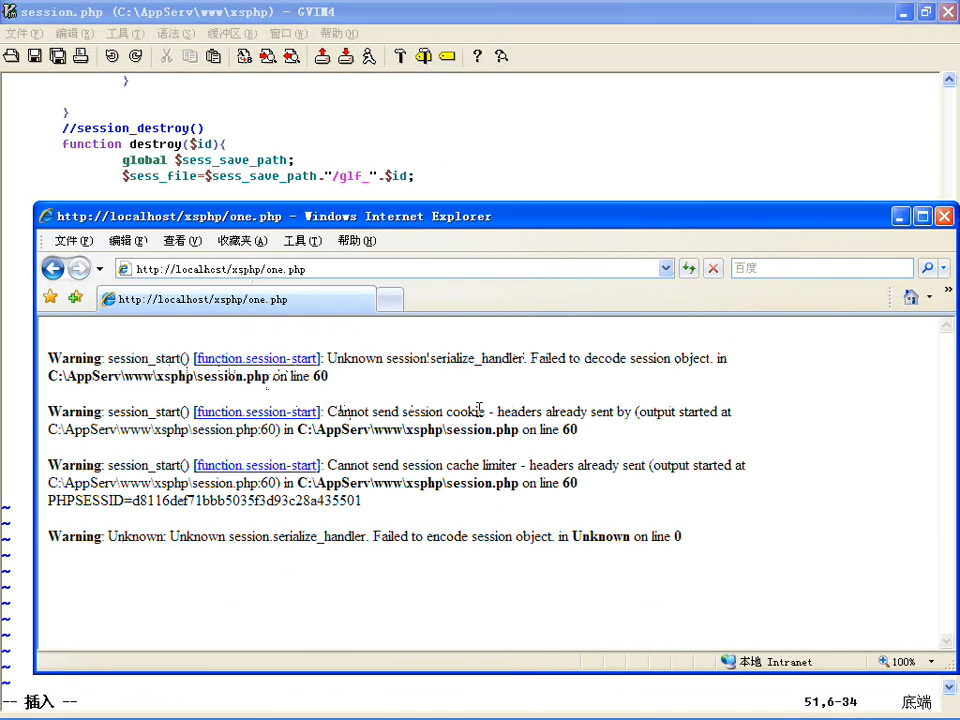 session.php (C:\AppServ\www\xsphp) - GVIM4
文件(F) 编辑(E) 工具(T) 语法(S) 缓冲区(B) 窗口(W) 帮助(H)
}
}
//session_destroy()
function destroy($id){
global $sess_save_path;
$sess_file=$sess_save_path."/glf_".$id;
http://localhost/xsphp/one.php - Windows Internet Explorer
文件(F) 编辑(E) 查看(V) 收藏夹(A) 工具(T) 帮助(H)
http://localhost/xsphp/one.php 百度
http://localhost/xsphp/one.php
Warning: session_start() [function.session-start]: Unknown session.serialize_handler. Failed to decode session object. in
C:\AppServ\www\xsphp\session.php on line 60
Warning: session_start() [function.session-start]: Cannot send session cookie - headers already sent by (output started at
C:\AppServ\www\xsphp\session.php:60) in C:\AppServ\www\xsphp\session.php on line 60
Warning: session_start() [function.session-start]: Cannot send session cache limiter - headers already sent (output started at
C:\AppServ\www\xsphp\session.php:60) in C:\AppServ\www\xsphp\session.php on line 60
PHPSESSID=d8116def71bbb5035f3d93c28a435501
Warning: Unknown: Unknown session.serialize_handler. Failed to encode session object. in Unknown on line 0
~
~
~
~
~
~
~
~
~
~
~
~
本地 Intranet 100%
-- 插入 -- 51,6-34 底端